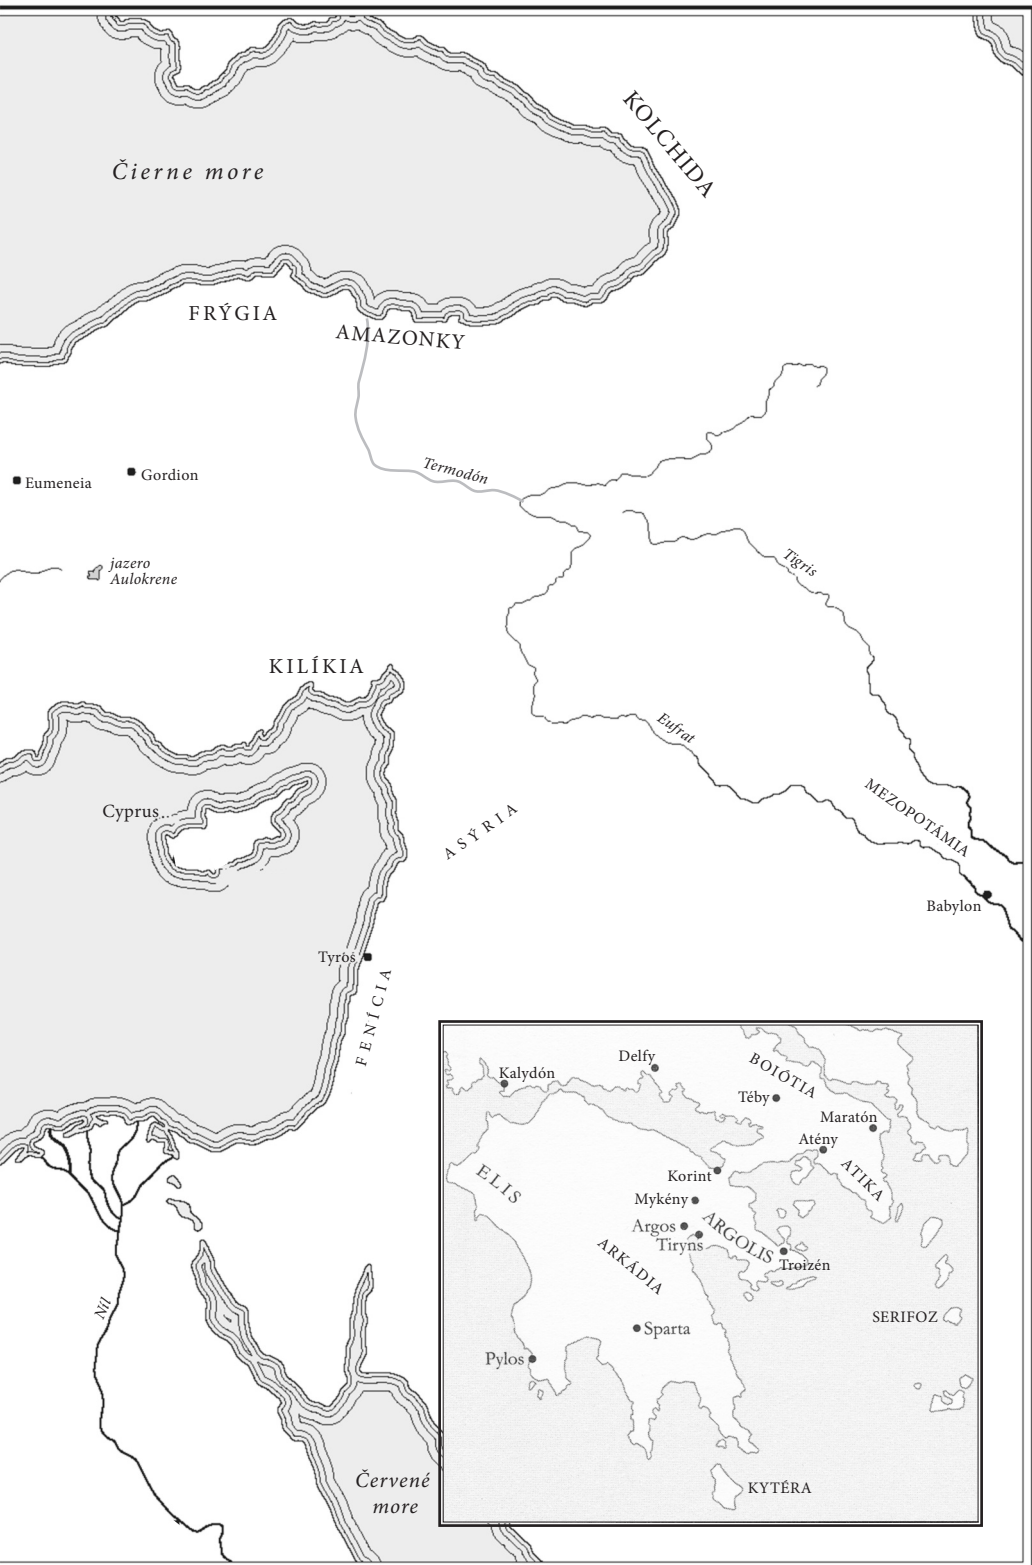 KOLCHIDA
Čierne more
FRÝGIA
AMAZONKY
Termodón
Eumeneia
Gordion
Tigris
jazero
Aulokrene
KILÍKIA
Eufrat
Cyprus
MEZOPOTÁMIA
ASÝRIA
Babylon
Tyros
FENÍCIA
Delfy
BOIÓTIA
Kalydón
Téby
Maratón
Atény
Korint
ATIKA
ELIS
Mykény
Argos
ARGOLIS
Tiryns
ARKÁDIA
Troizén
Nil
SERIFOZ
Sparta
Pylos
Červené
more
KYTÉRA